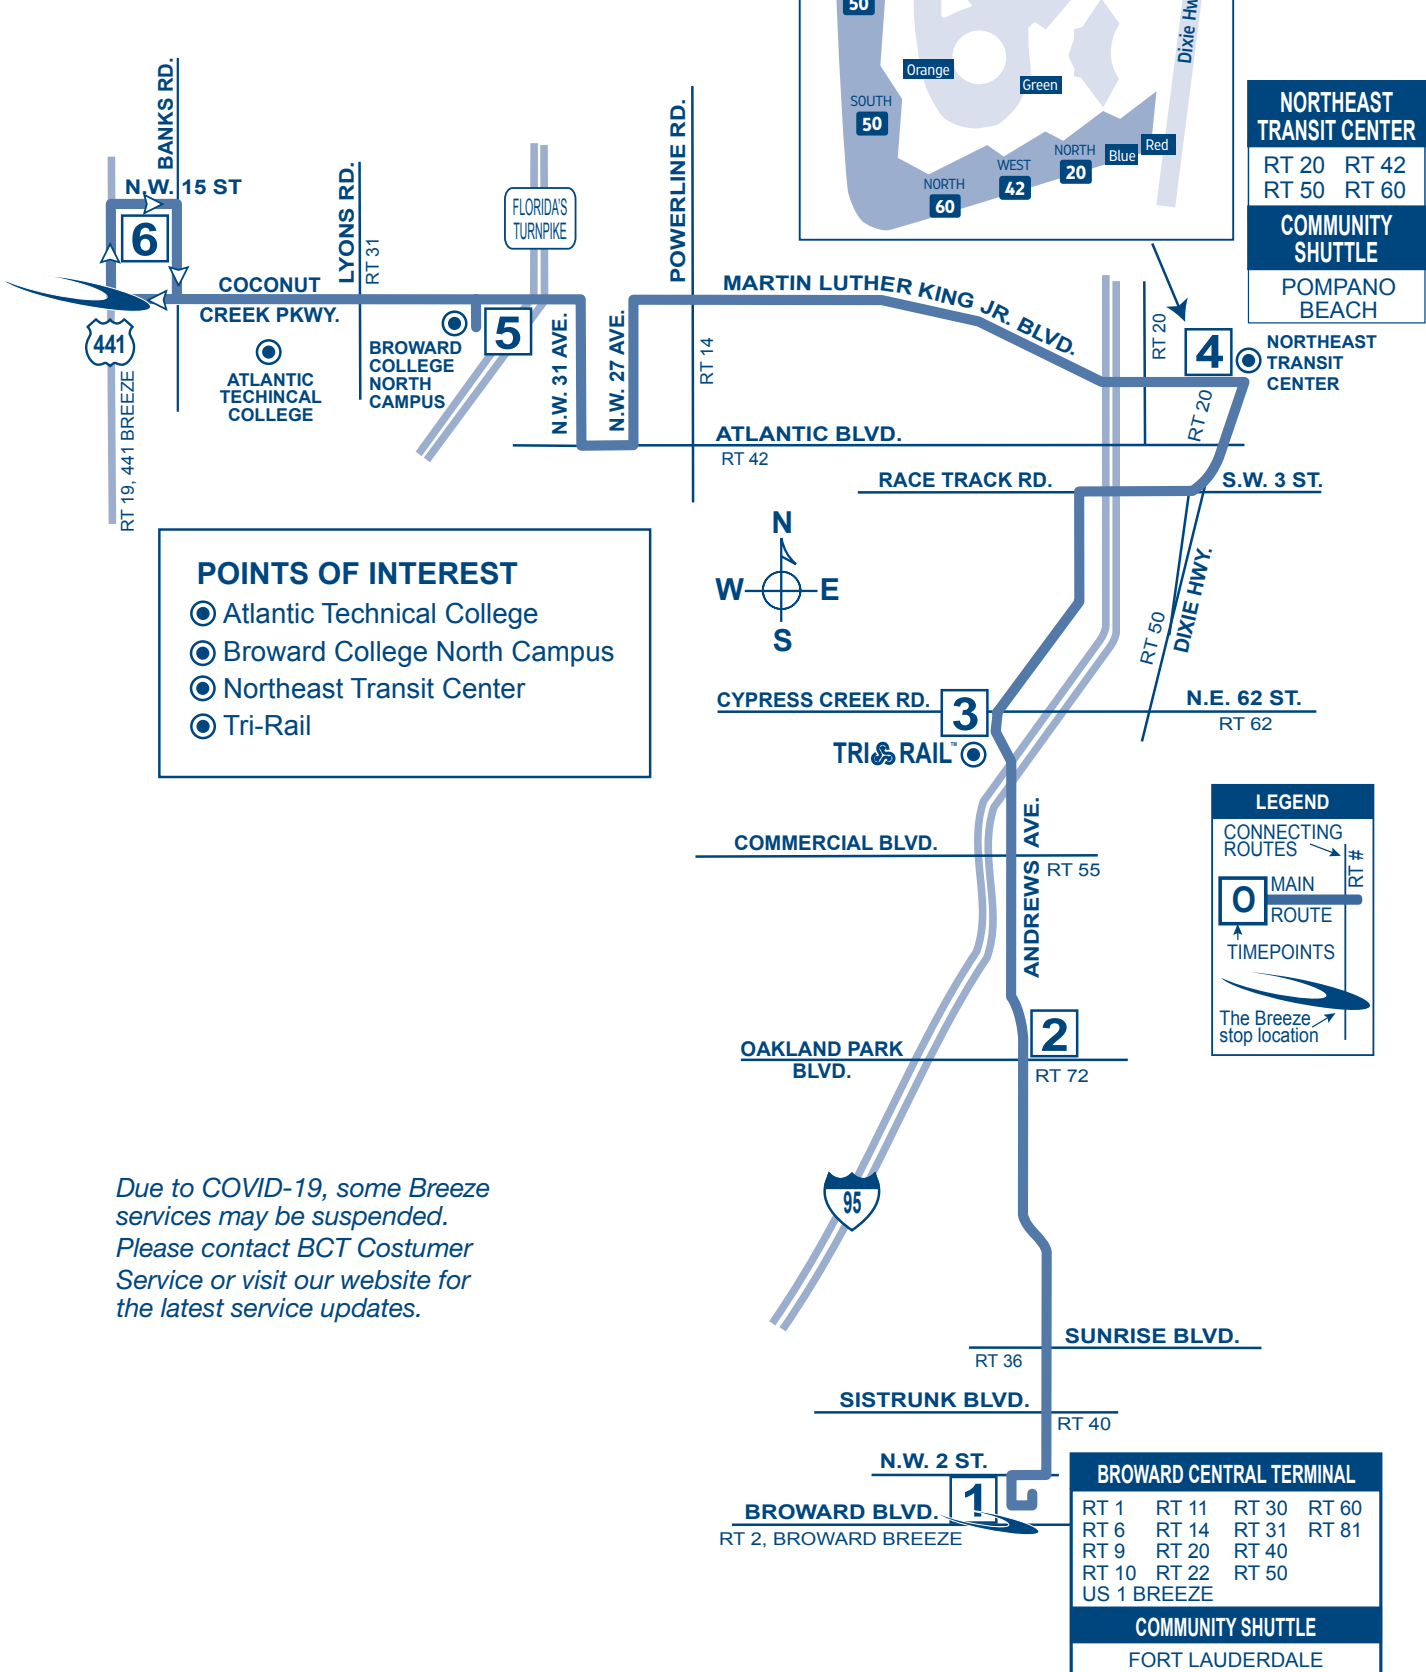 50
Dixie Hw
Orange
Green
SOUTH
50
NORTH
60
WEST
42
NORTH
20
Blue
Red
NORTHEAST
TRANSIT CENTER
RT 20 RT 42
RT 50 RT 60
COMMUNITY
SHUTTLE
POMPANO
BEACH
BANKS RD.
N.W. 15 ST
6
LYONS RD.
RT 31
FLORIDA'S
TURNPIKE
POWERLINE RD.
RT 14
COCONUT
CREEK PKWY.
441
RT 19, 441 BREEZE
ATLANTIC
TECHINCAL
COLLEGE
BROWARD
COLLEGE
NORTH
CAMPUS
5
N.W. 31 AVE.
N.W. 27 AVE.
MARTIN LUTHER KING JR. BLVD.
RT 20
4
NORTHEAST
TRANSIT
CENTER
RT 20
ATLANTIC BLVD.
RT 42
RACE TRACK RD.
S.W. 3 ST.
POINTS OF INTEREST
Atlantic Technical College
Broward College North Campus
Northeast Transit Center
Tri-Rail
N
W E
S
RT 50
DIXIE HWY.
CYPRESS CREEK RD.
3
N.E. 62 ST.
RT 62
TRI RAIL™
COMMERCIAL BLVD.
RT 55
ANDREWS AVE.
LEGEND
CONNECTING
ROUTES
RT #
O
MAIN
ROUTE
TIMEPOINTS
The Breeze
stop location
2
OAKLAND PARK
BLVD.
RT 72
95
Due to COVID-19, some Breeze
services may be suspended.
Please contact BCT Costumer
Service or visit our website for
the latest service updates.
SUNRISE BLVD.
RT 36
SISTRUNK BLVD.
RT 40
N.W. 2 ST.
1
BROWARD BLVD.
RT 2, BROWARD BREEZE
BROWARD CENTRAL TERMINAL
RT 1 RT 11 RT 30 RT 60
RT 6 RT 14 RT 31 RT 81
RT 9 RT 20 RT 40
RT 10 RT 22 RT 50
US 1 BREEZE
COMMUNITY SHUTTLE
FORT LAUDERDALE